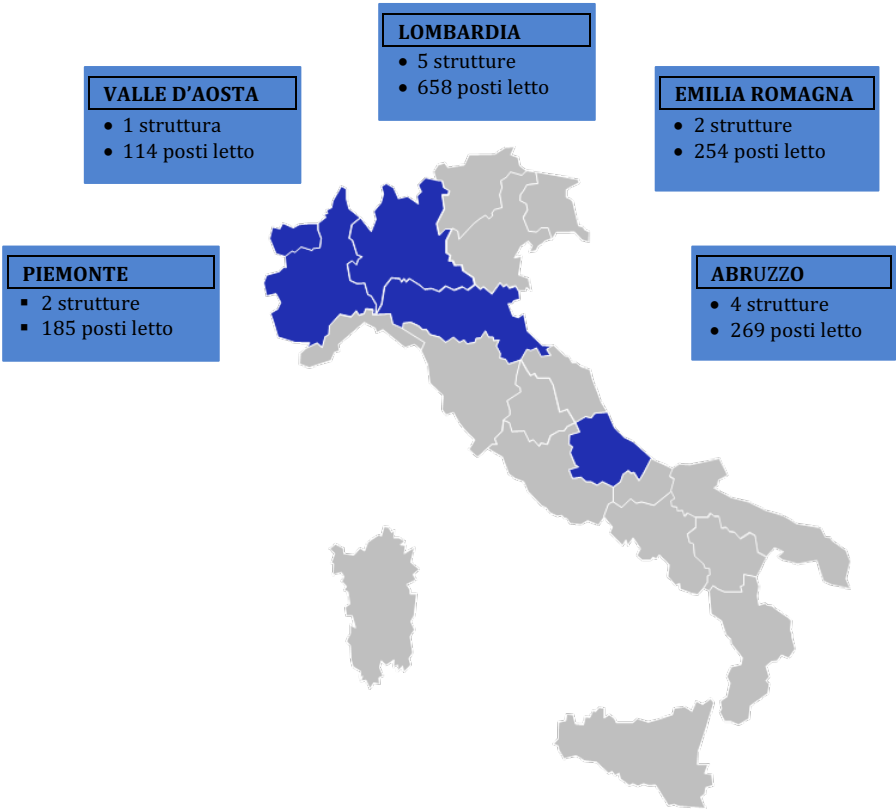 LOMBARDIA
• 5 strutture
• 658 posti letto
VALLE D'AOSTA
• 1 struttura
• 114 posti letto
EMILIA ROMAGNA
• 2 strutture
• 254 posti letto
PIEMONTE
▪ 2 strutture
▪ 185 posti letto
ABRUZZO
• 4 strutture
• 269 posti letto